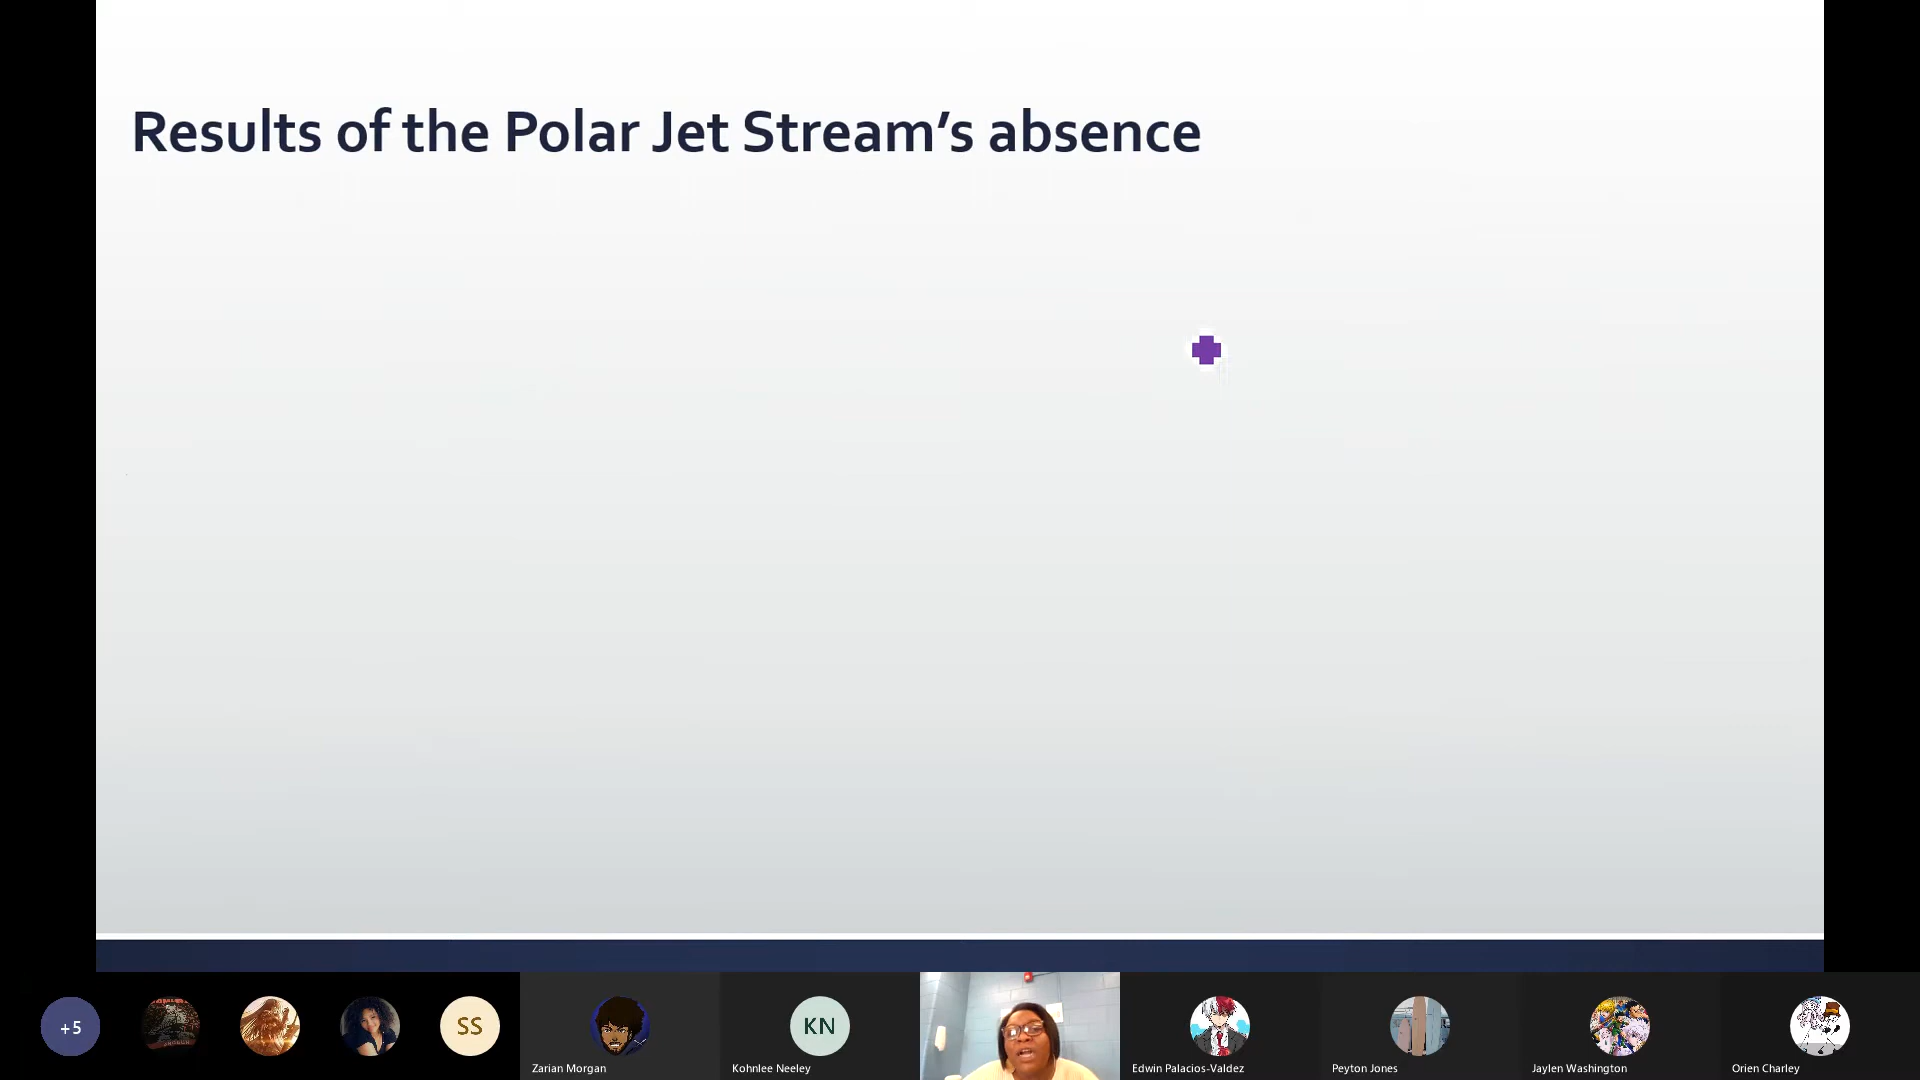 Results of the Polar Jet Stream’s absence
+5
SS
KN
Zarian Morgan
Kohnlee Neeley
Edwin Palacios-Valdez
Peyton Jones
Jaylen Washington
Orien Charley